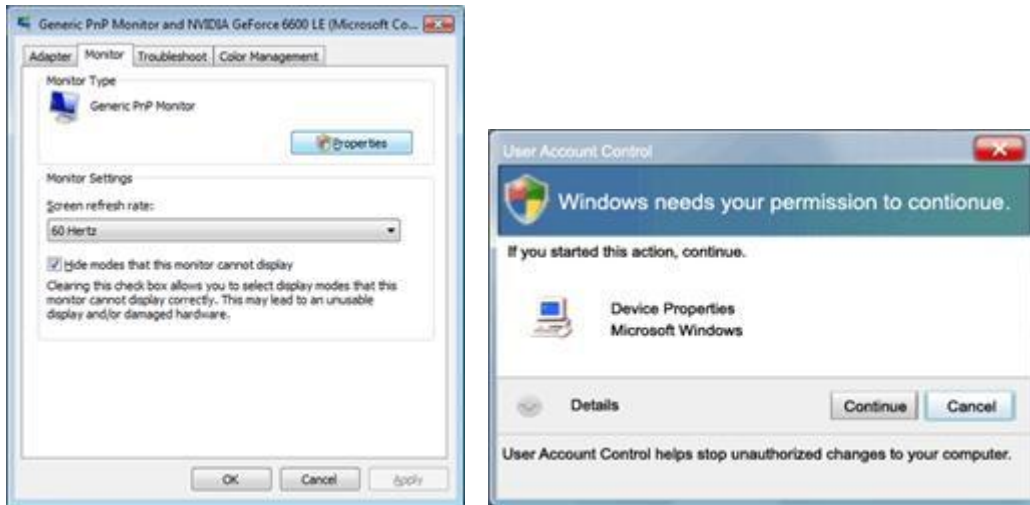 Generic PnP Monitor and NVIDIA GeForce 6600 LE (Microsoft Co...
Adapter Monitor Troubleshoot Color Management
Monitor Type
Generic PnP Monitor
Properties
Monitor Settings
Screen refresh rate:
60 Hertz
Hide modes that this monitor cannot display
Clearing this check box allows you to select display modes that this
monitor cannot display correctly. This may lead to an unusable
display and/or damaged hardware.
OK Cancel Apply
User Account Control
Windows needs your permission to contionue.
If you started this action, continue.
Device Properties
Microsoft Windows
Details Continue Cancel
User Account Control helps stop unauthorized changes to your computer.